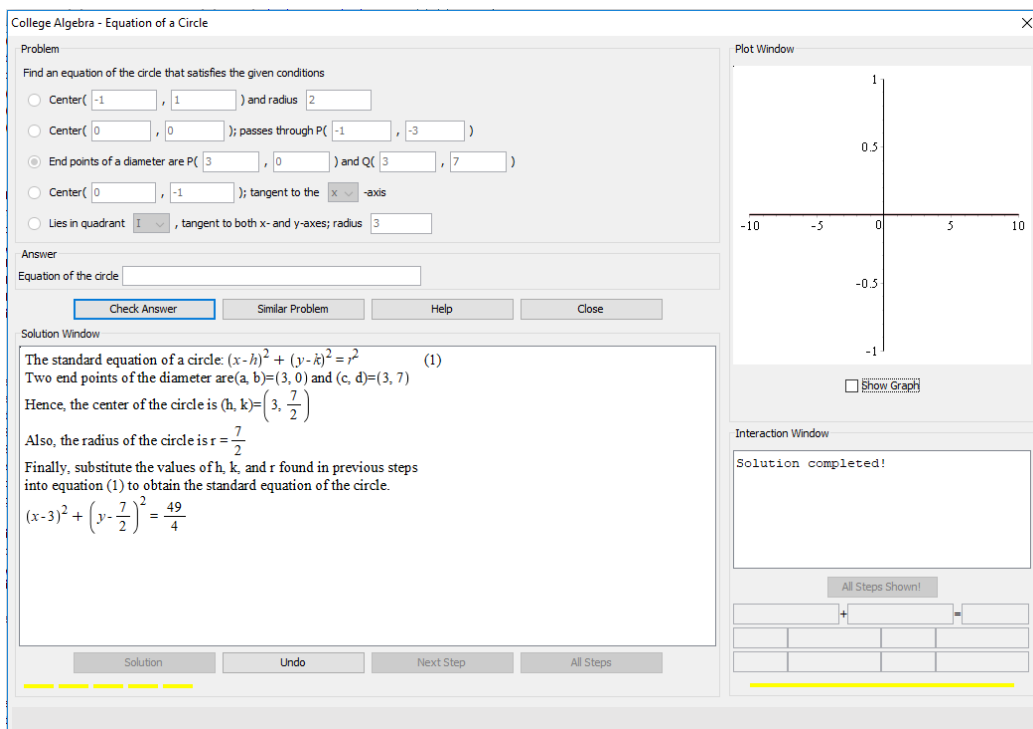 College Algebra - Equation of a Circle
Problem
Find an equation of the circle that satisfies the given conditions
Center( -1 , 1 ) and radius 2
Center( 0 , 0 ); passes through P( -1 , -3 )
End points of a diameter are P( 3 , 0 ) and Q( 3 , 7 )
Center( 0 , -1 ); tangent to the x -axis
Lies in quadrant I , tangent to both x- and y-axes; radius 3
Answer
Equation of the circle
Check Answer Similar Problem Help Close
Solution Window
The standard equation of a circle: (x-h)² + (y-k)² = r² (1)
Two end points of the diameter are(a, b)=(3, 0) and (c, d)=(3, 7)
Hence, the center of the circle is (h, k)=(3, 7/2)
Also, the radius of the circle is r = 7/2
Finally, substitute the values of h, k, and r found in previous steps
into equation (1) to obtain the standard equation of the circle.
(x-3)² + (y-7/2)² = 49/4
Solution Undo Next Step All Steps
Plot Window
1
0.5
-10 -5 0 5 10
-0.5
-1
Show Graph
Interaction Window
Solution completed!
All Steps Shown!
+ =